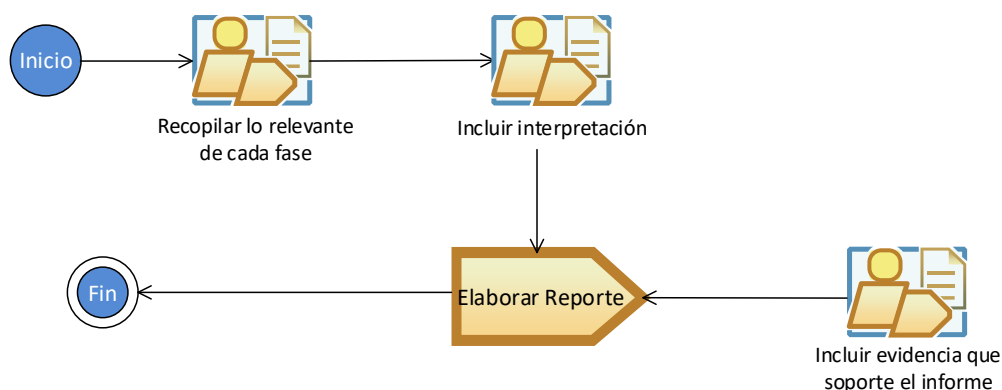 Inicio
Recopilar lo relevante
de cada fase
Incluir interpretación
Fin
Elaborar Reporte
Incluir evidencia que
soporte el informe